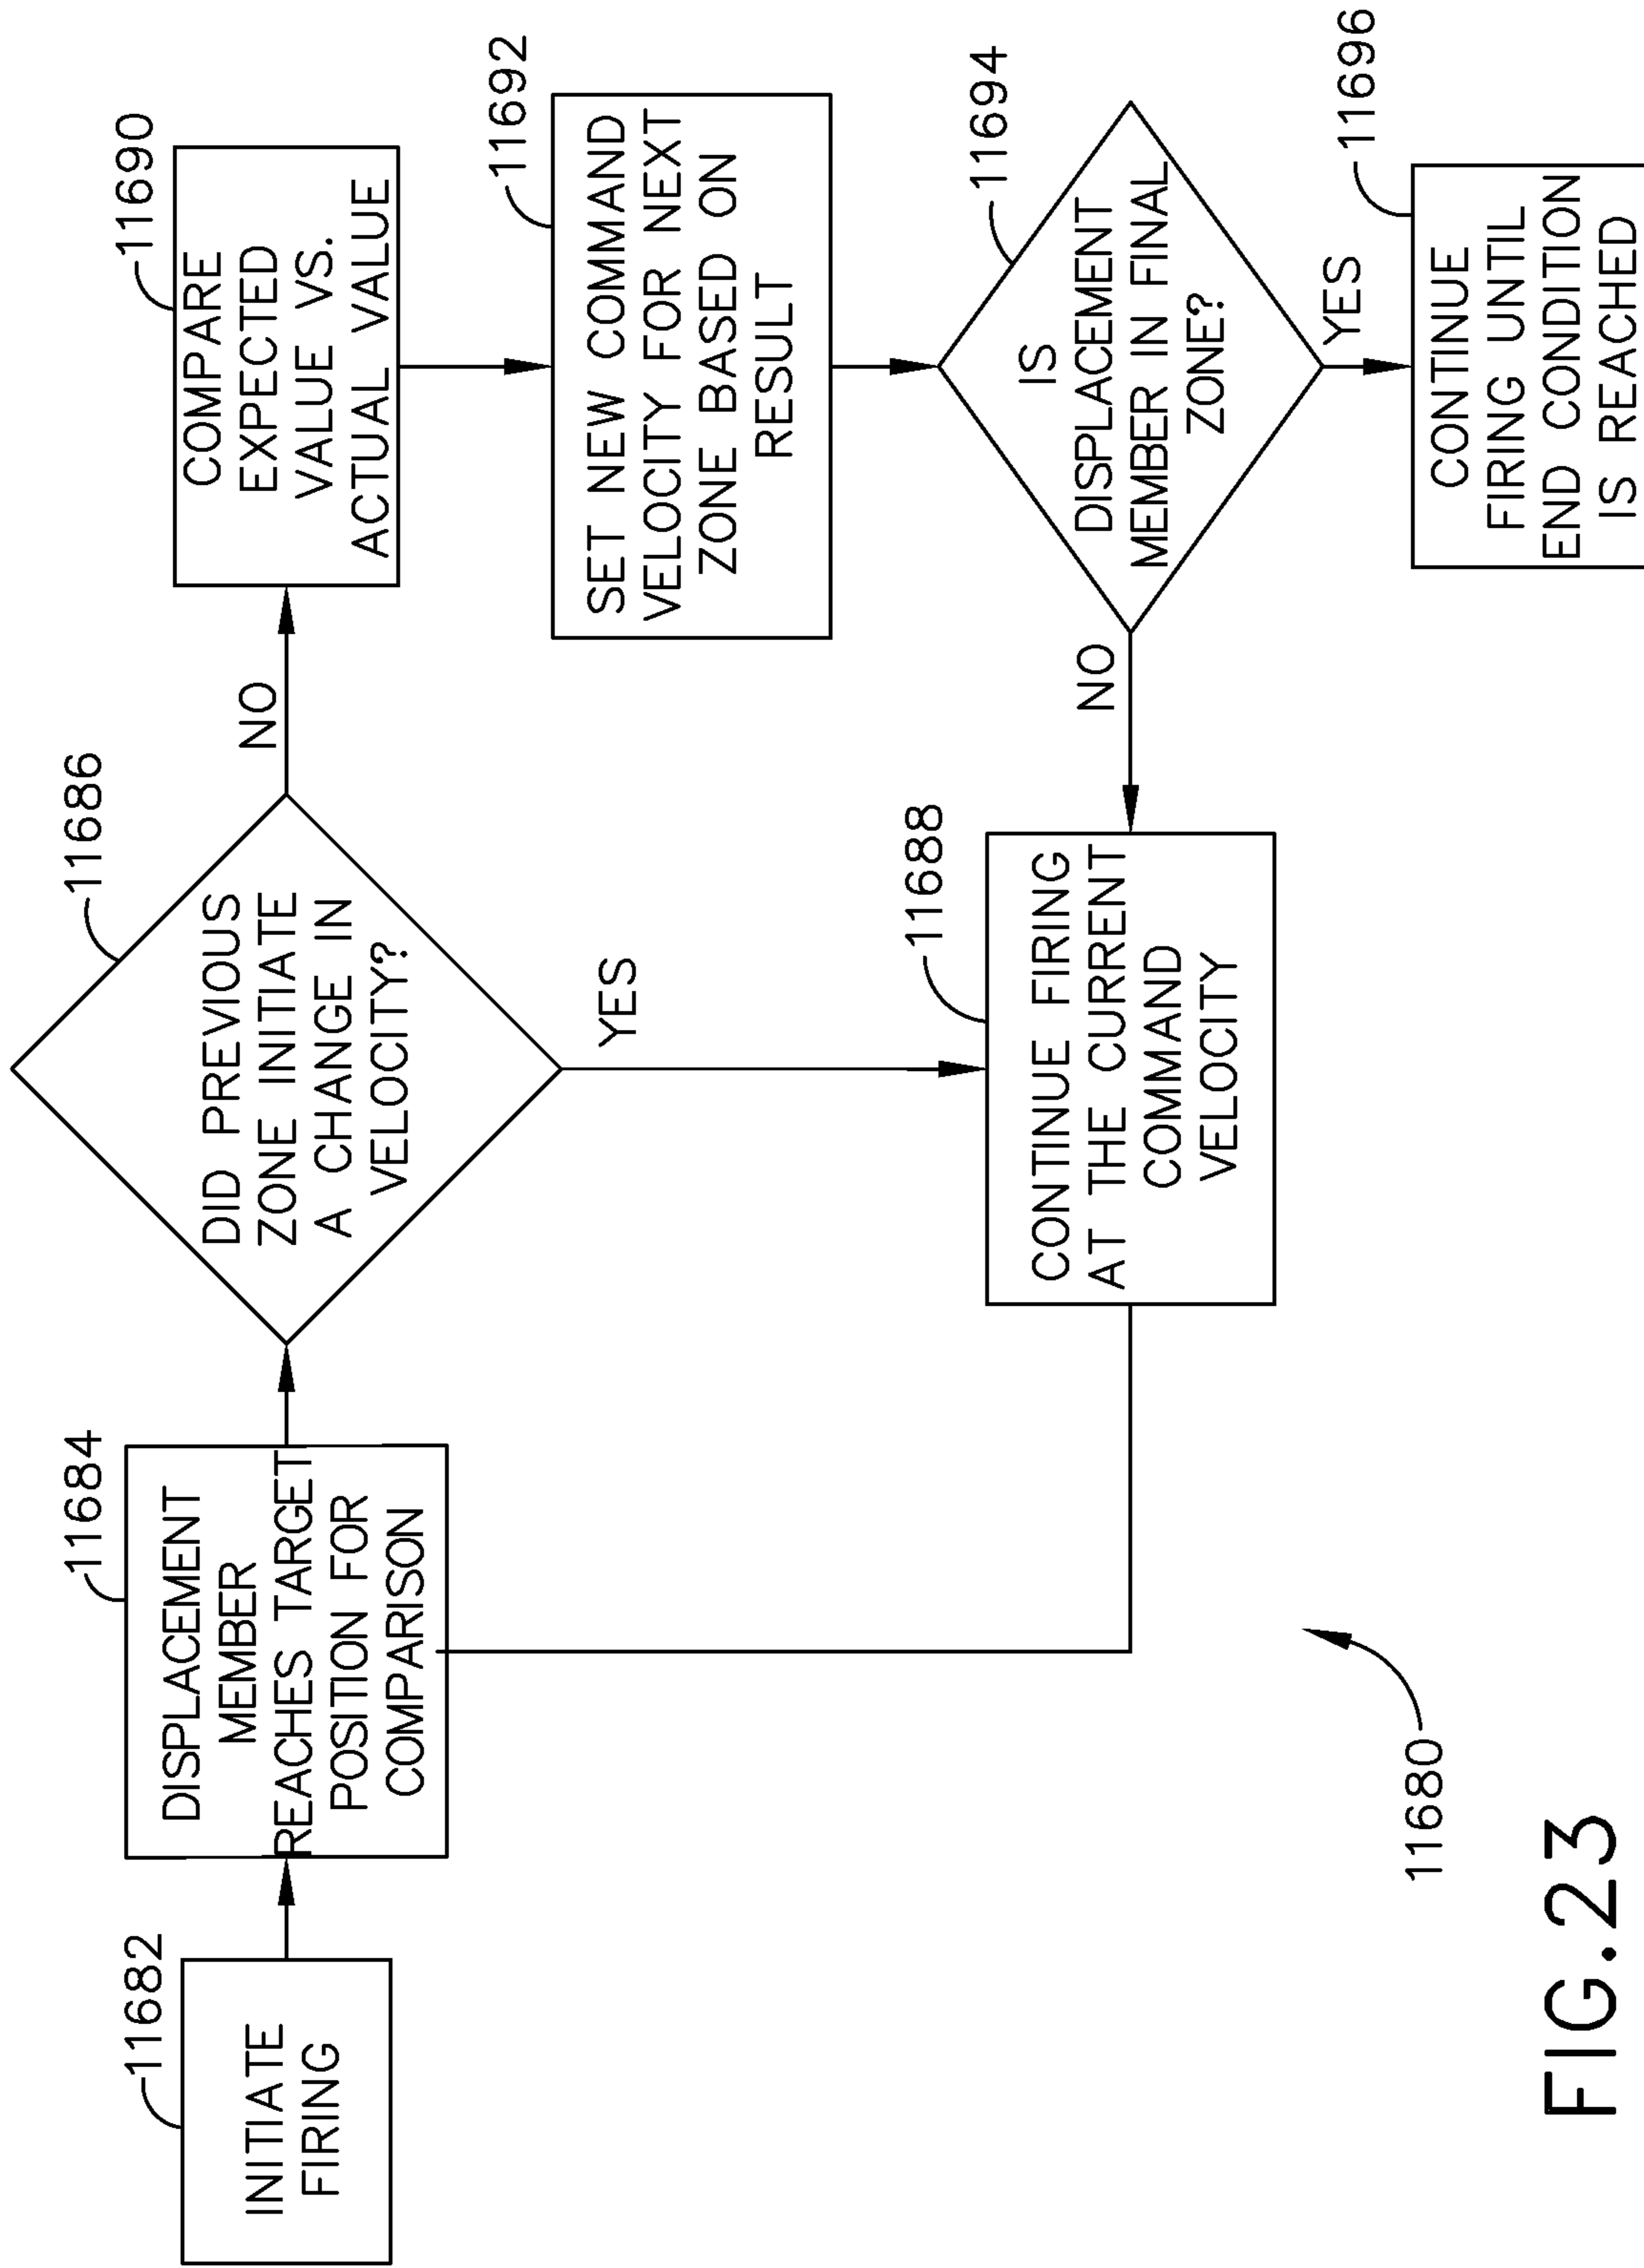 11682
INITIATE
FIRING
11684
DISPLACEMENT
MEMBER
REACHES TARGET
POSITION FOR
COMPARISON
11686
DID PREVIOUS
ZONE INITIATE
A CHANGE IN
VELOCITY?
NO
YES
11690
COMPARE
EXPECTED
VALUE VS.
ACTUAL VALUE
11692
SET NEW COMMAND
VELOCITY FOR NEXT
ZONE BASED ON
RESULT
11694
IS
DISPLACEMENT
MEMBER IN FINAL
ZONE?
NO
YES
11688
CONTINUE FIRING
AT THE CURRENT
COMMAND
VELOCITY
11696
CONTINUE
FIRING UNTIL
END CONDITION
IS REACHED
11680
FIG.23